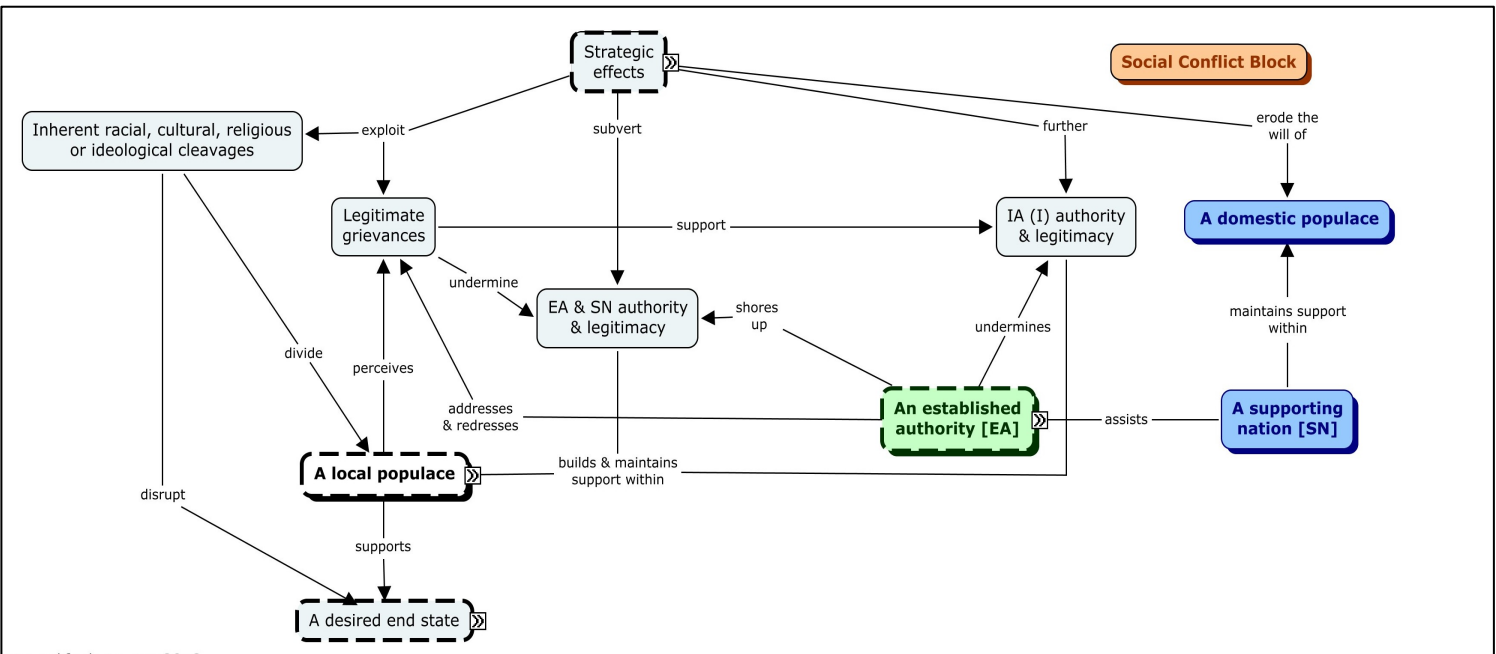 Strategic
effects
Social Conflict Block
Inherent racial, cultural, religious
or ideological cleavages
exploit
subvert
further
erode the
will of
Legitimate
grievances
support
IA (I) authority
& legitimacy
A domestic populace
undermine
EA & SN authority
& legitimacy
shores
up
undermines
maintains support
within
divide
perceives
addresses
& redresses
An established
authority [EA]
assists
A supporting
nation [SN]
A local populace
builds & maintains
support within
disrupt
supports
A desired end state